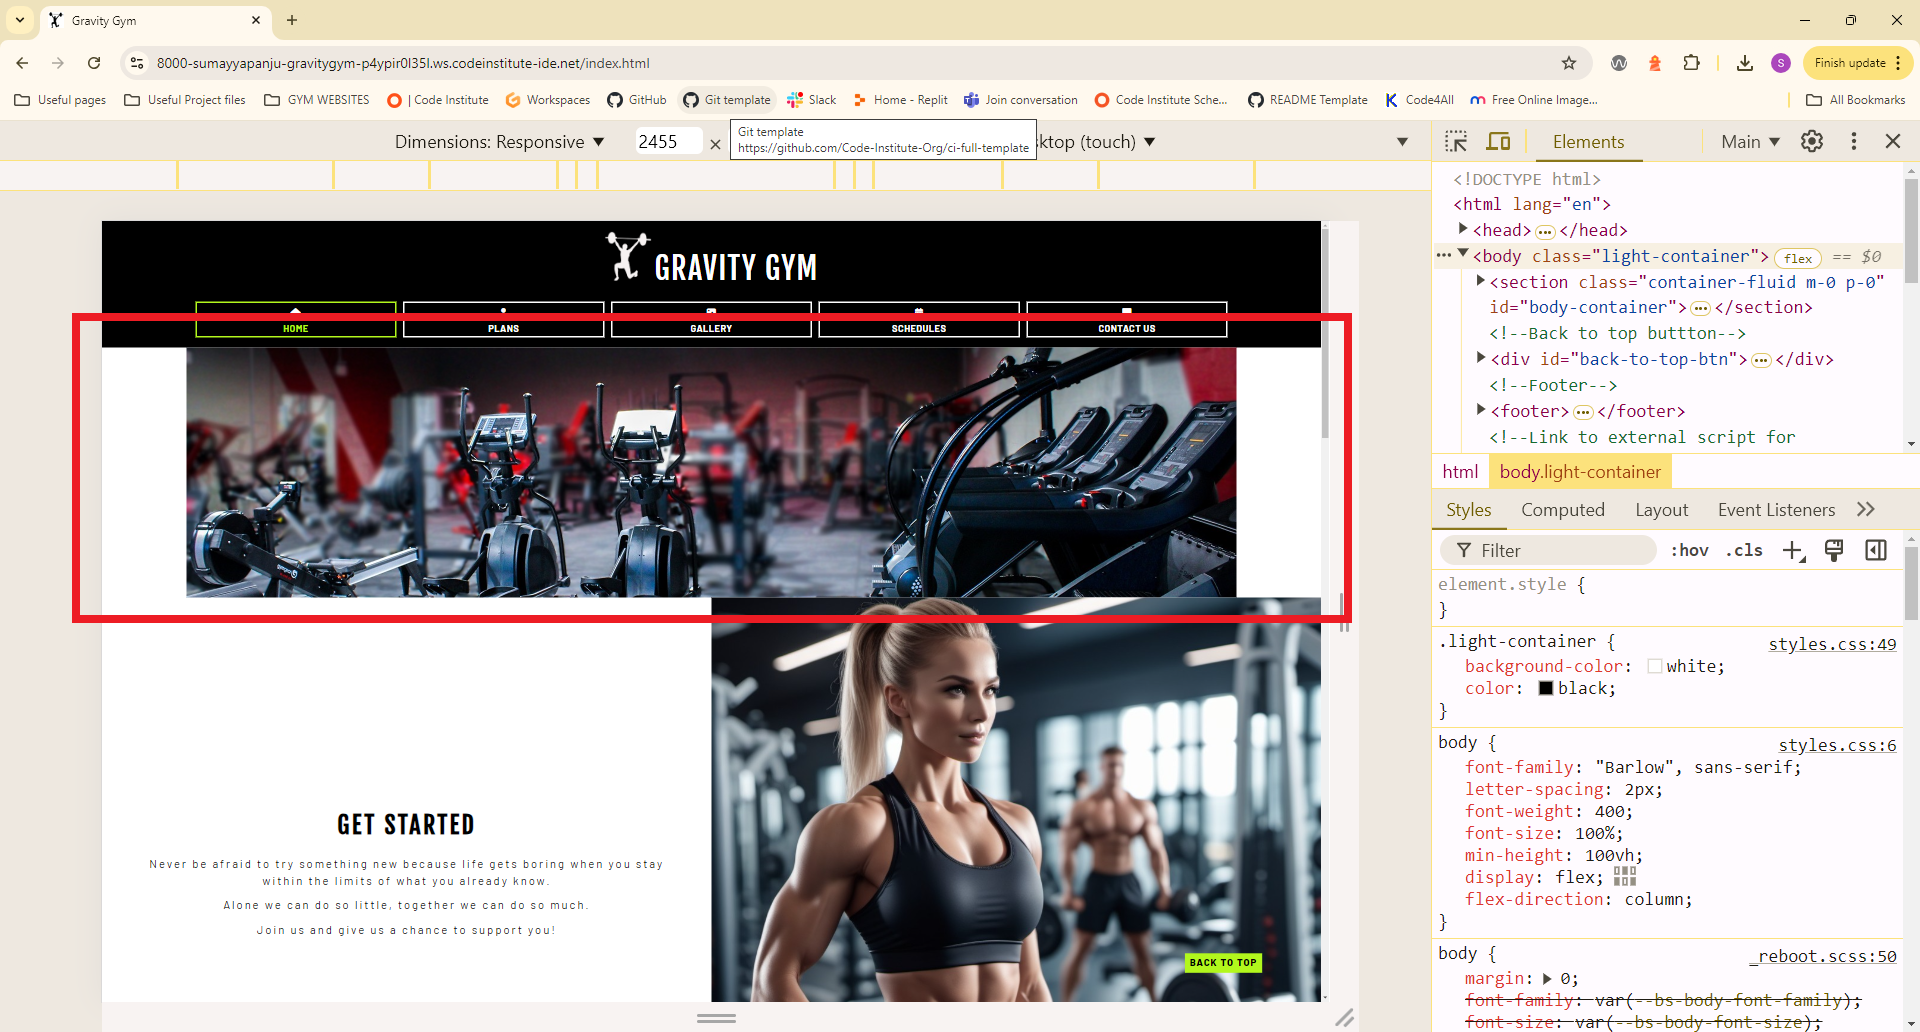 Gravity Gym
8000-sumayyapanju-gravitygym-p4ypir0l35l.ws.codeinstitute-ide.net/index.html
S
Finish update
Useful pages
Useful Project files
GYM WEBSITES
| Code Institute
Workspaces
GitHub
Git template
Slack
Home - Replit
Join conversation
Code Institute Sche...
README Template
Code4All
Free Online Image...
All Bookmarks
Dimensions: Responsive
2455
×
Git template
https://github.com/Code-Institute-Org/ci-full-template
sktop (touch)
GRAVITY GYM
HOME
PLANS
GALLERY
SCHEDULES
CONTACT US
GET STARTED
Never be afraid to try something new because life gets boring when you stay
within the limits of what you already know.
Alone we can do so little, together we can do so much.
Join us and give us a chance to support you!
BACK TO TOP
Elements
Main
<!DOCTYPE html>
<html lang="en">
<head>…</head>
<body class="light-container"> flex == $0
<section class="container-fluid m-0 p-0"
id="body-container">…</section>
<!--Back to top buttton-->
<div id="back-to-top-btn">…</div>
<!--Footer-->
<footer>…</footer>
<!--Link to external script for
html
body.light-container
Styles
Computed
Layout
Event Listeners
Filter
:hov
.cls
element.style {
}
.light-container {
styles.css:49
background-color: white;
color: black;
}
body {
styles.css:6
font-family: "Barlow", sans-serif;
letter-spacing: 2px;
font-weight: 400;
font-size: 100%;
min-height: 100vh;
display: flex;
flex-direction: column;
}
body {
_reboot.scss:50
margin: 0;
font-family: var(--bs-body-font-family);
font-size: var(--bs-body-font-size);